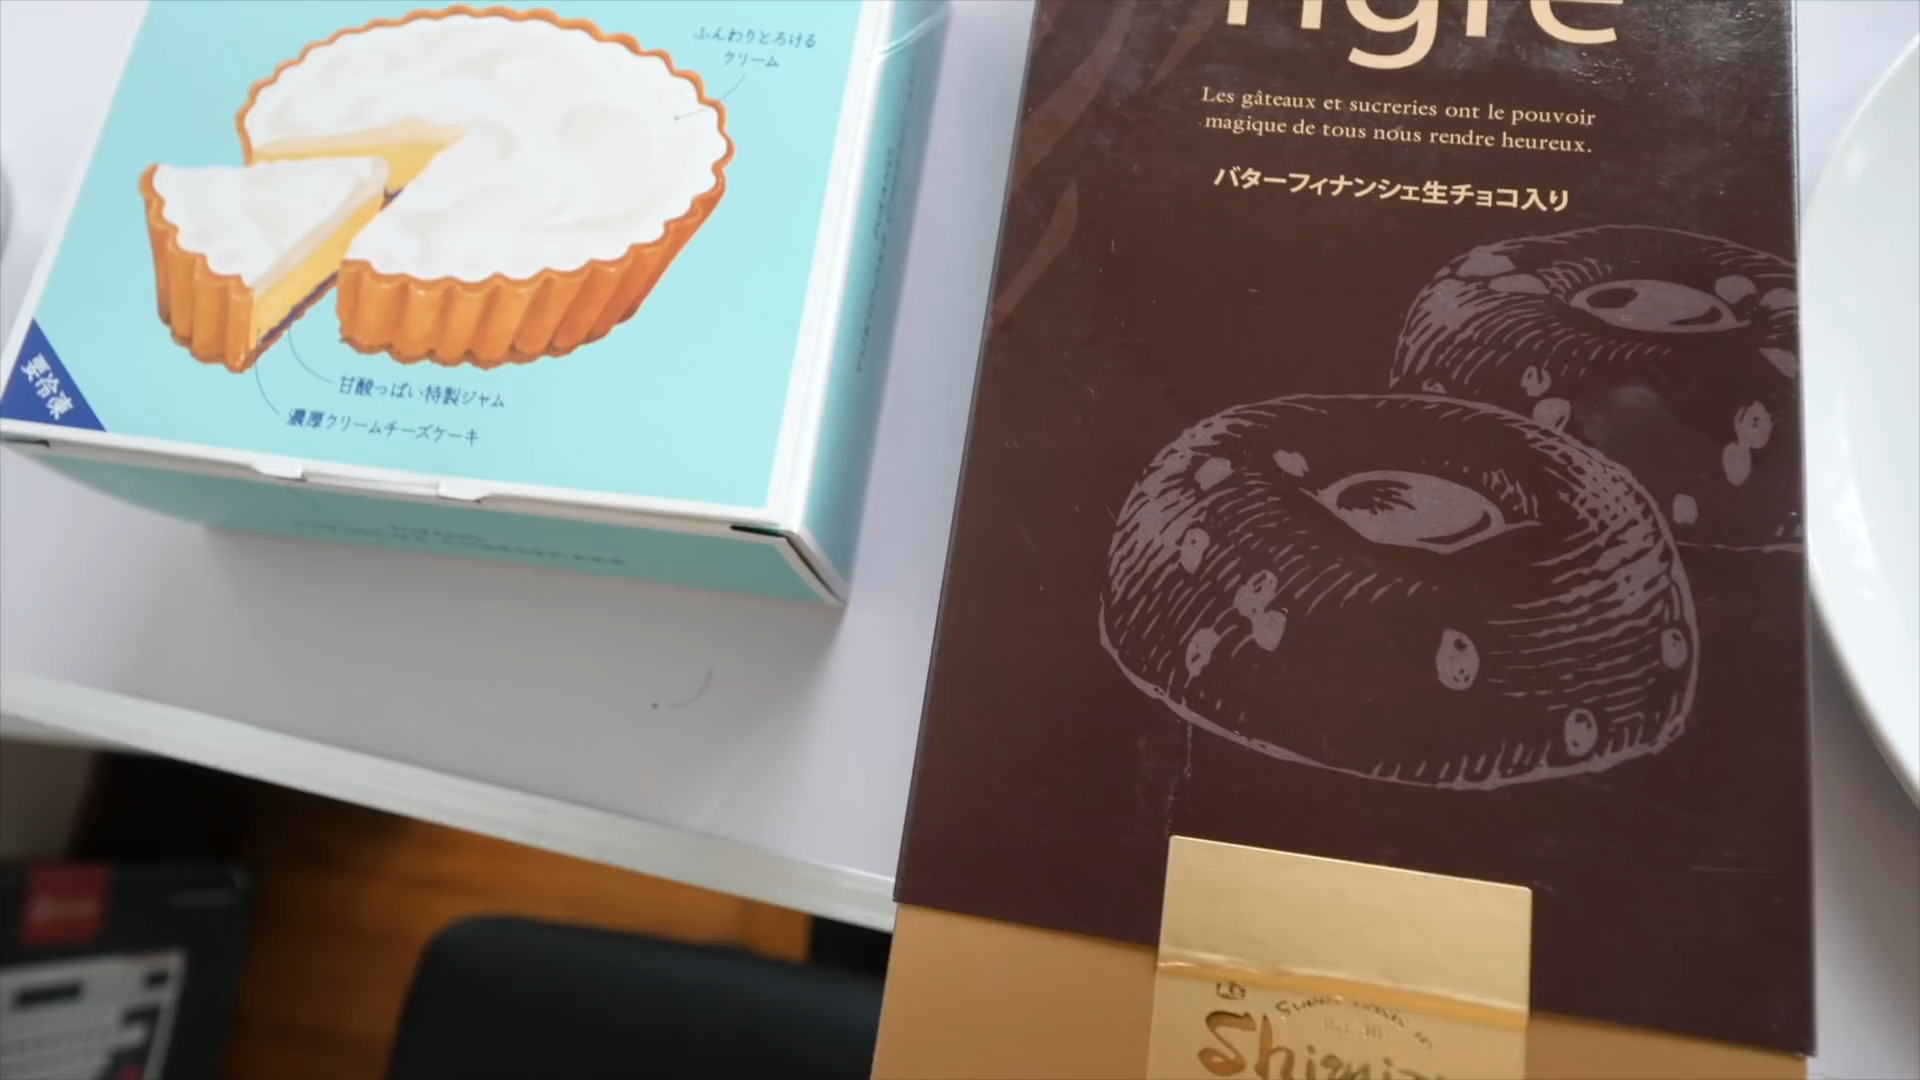 ふんわりとろける
クリーム
甘酸っぱい特製ジャム
濃厚クリームチーズケーキ
要冷凍
Tigre
Les gâteaux et sucreries ont le pouvoir
magique de tous nous rendre heureux.
バターフィナンシェ生チョコ入り